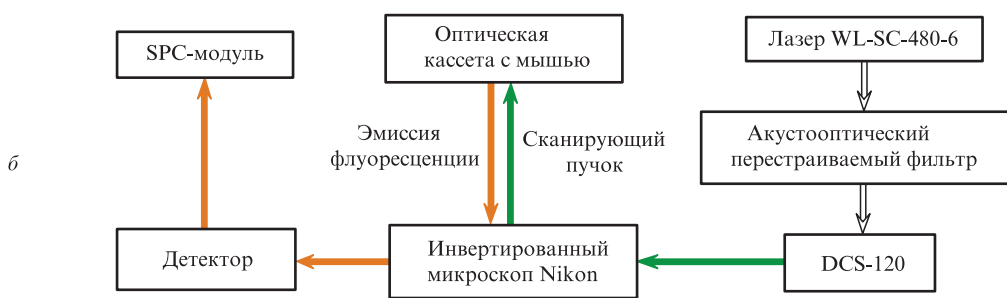 SPC-модуль
Оптическая
кассета с мышью
Лазер WL-SC-480-6
Эмиссия
флуоресценции
Сканирующий
пучок
Акустооптический
перестраиваемый фильтр
б
Детектор
Инвертированный
микроскоп Nikon
DCS-120